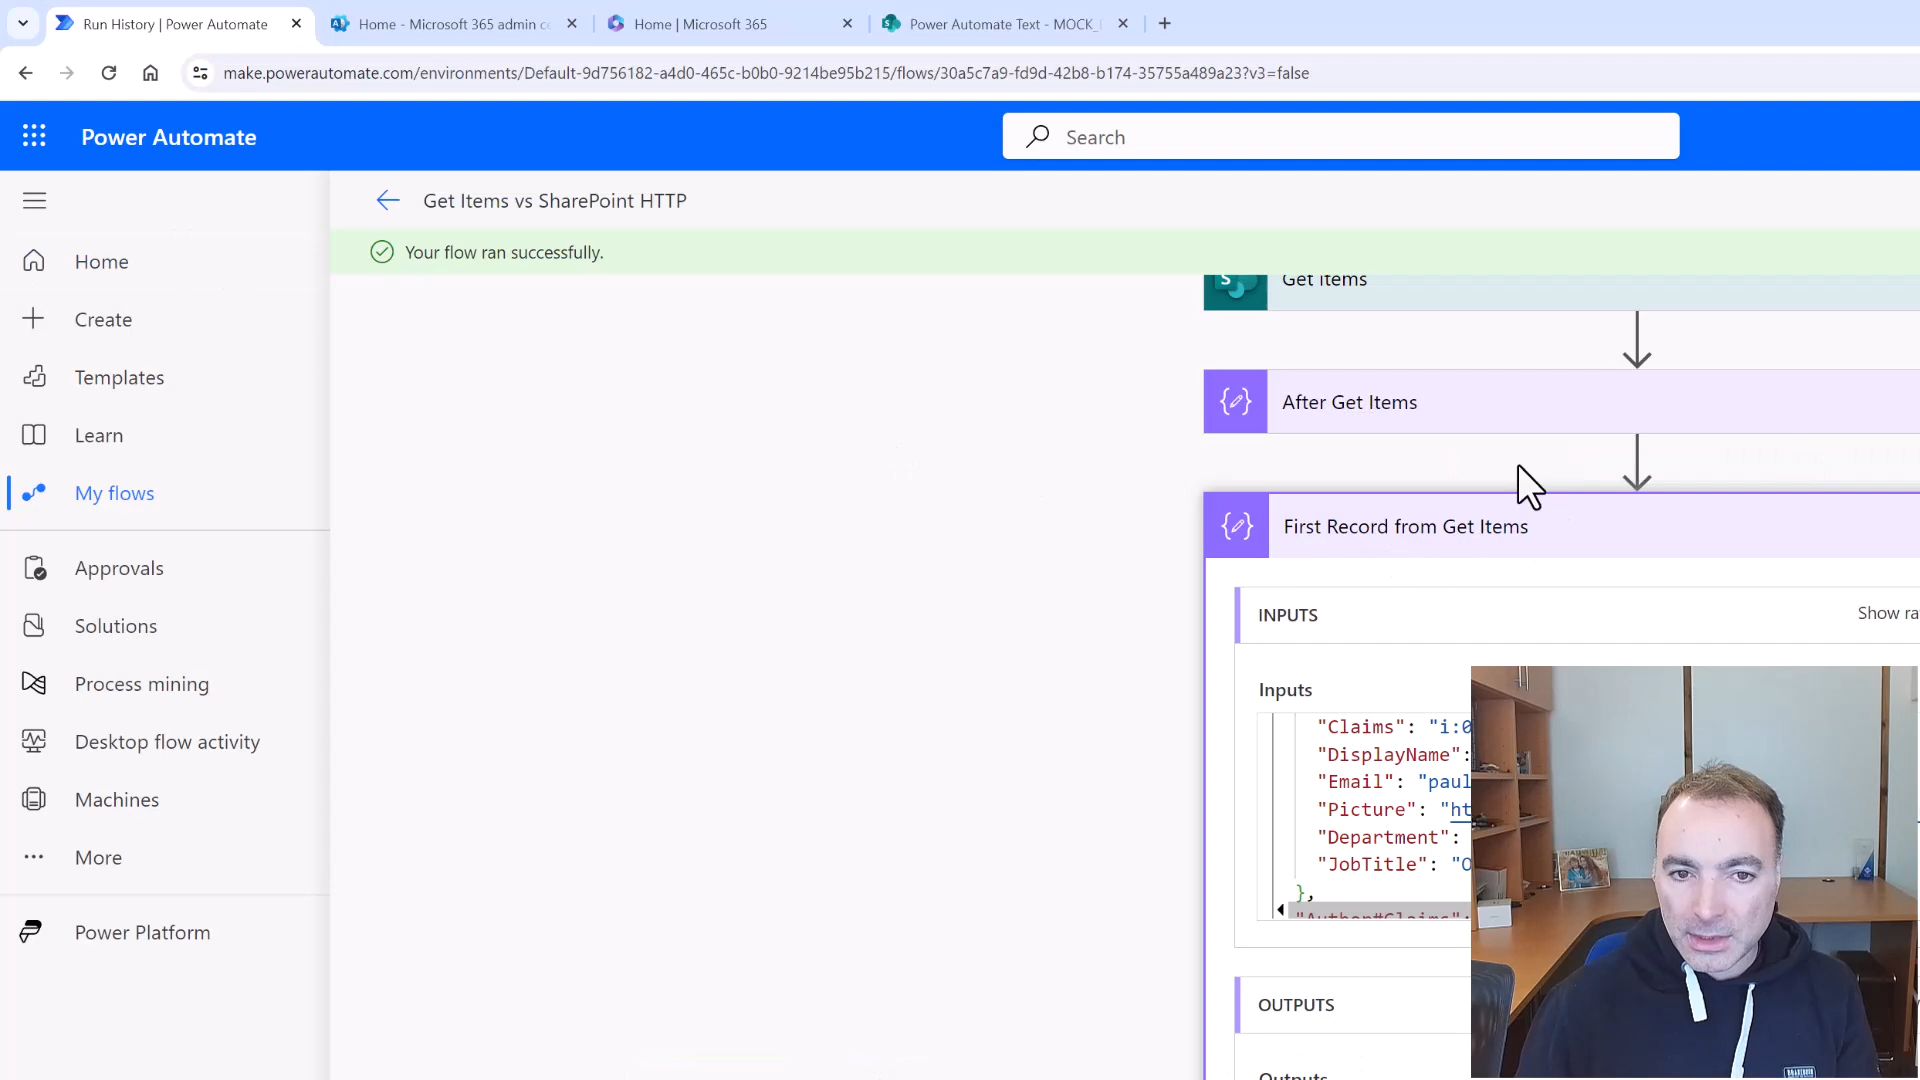 Run History | Power Automate
Home - Microsoft 365 admin ce
Home | Microsoft 365
Power Automate Text - MOCK_
make.powerautomate.com/environments/Default-9d756182-a4d0-465c-b0b0-9214be95b215/flows/30a5c7a9-fd9d-42b8-b174-35755a489a23?v3=false
Power Automate
Search
Get Items vs SharePoint HTTP
Your flow ran successfully.
Home
Create
Templates
Learn
My flows
Approvals
Solutions
Process mining
Desktop flow activity
Machines
More
Power Platform
Get Items
After Get Items
First Record from Get Items
INPUTS
Show ra
Inputs
"Claims": "i:0
"DisplayName":
"Email": "paul
"Picture": "ht
"Department":
"JobTitle": "O
},
"Author#Claims":
OUTPUTS
Outputs